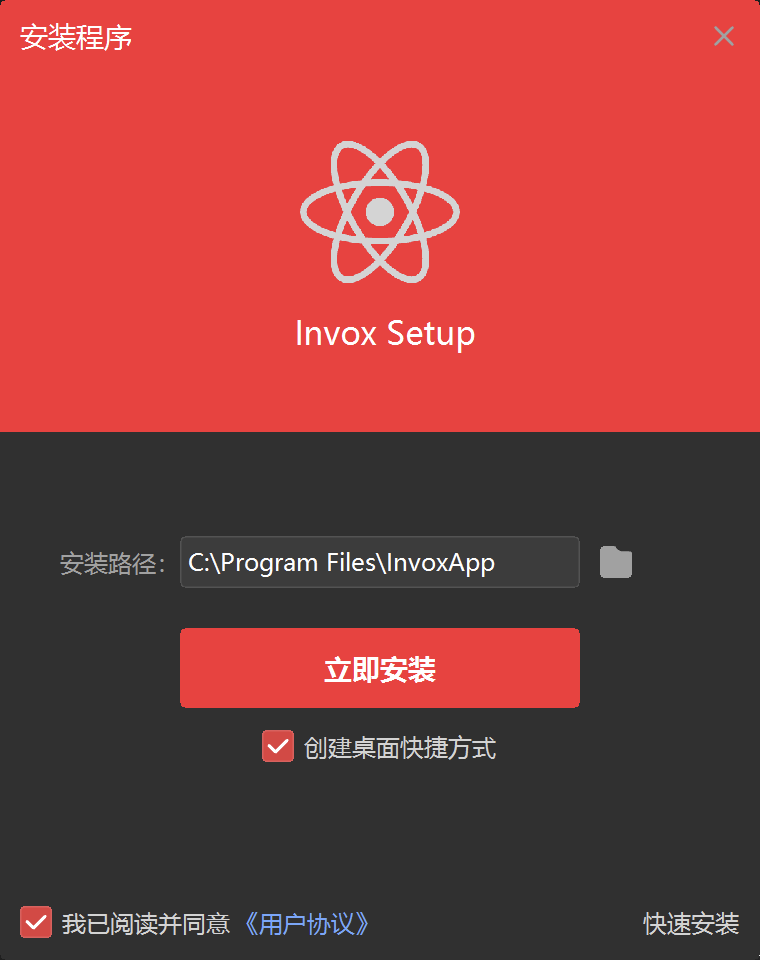 安装程序
Invox Setup
安装路径：
C:\Program Files\InvoxApp
立即安装
创建桌面快捷方式
我已阅读并同意《用户协议》
快速安装